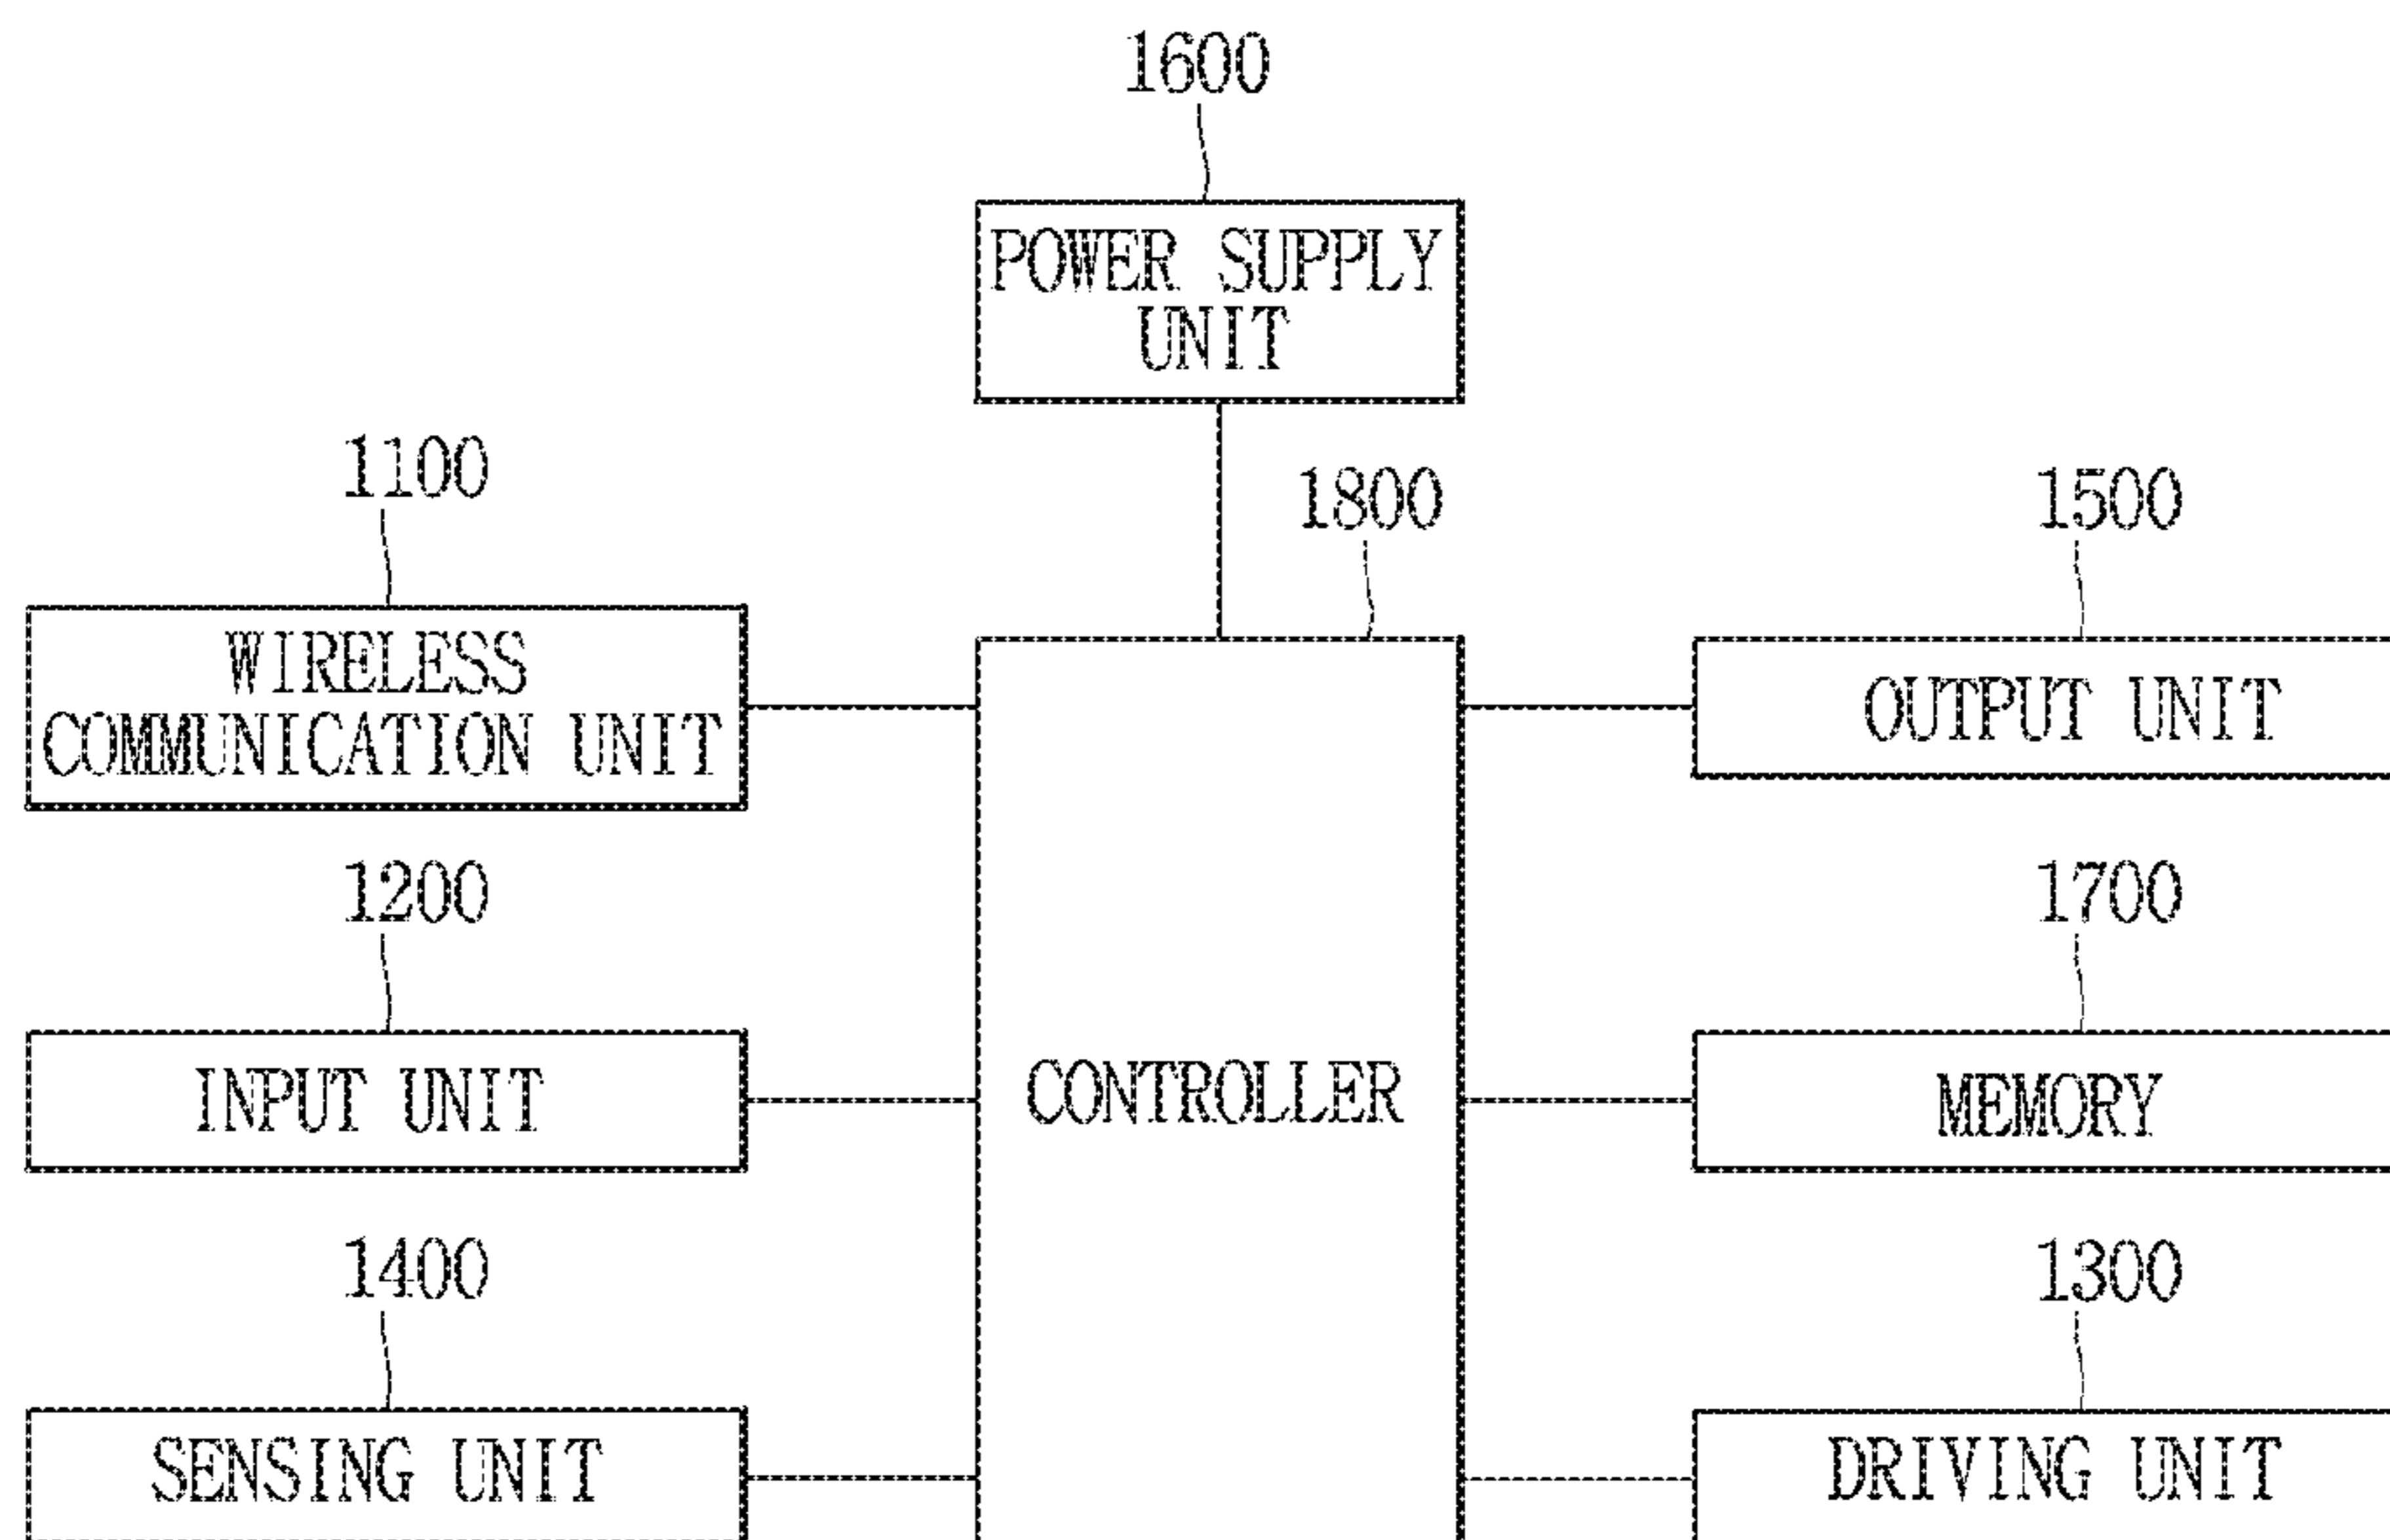 1600
POWER SUPPLY
UNIT
1100
1800
1500
WIRELESS
COMMUNICATION UNIT
OUTPUT UNIT
1200
1700
INPUT UNIT
CONTROLLER
MEMORY
1400
1300
SENSING UNIT
DRIVING UNIT